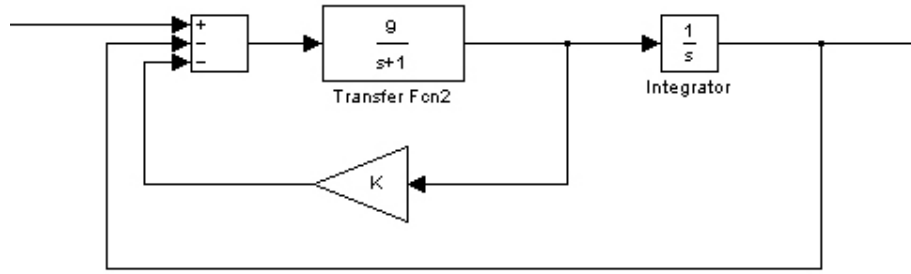 +
−
−
9
s+1
Transfer Fcn2
1
s
Integrator
K